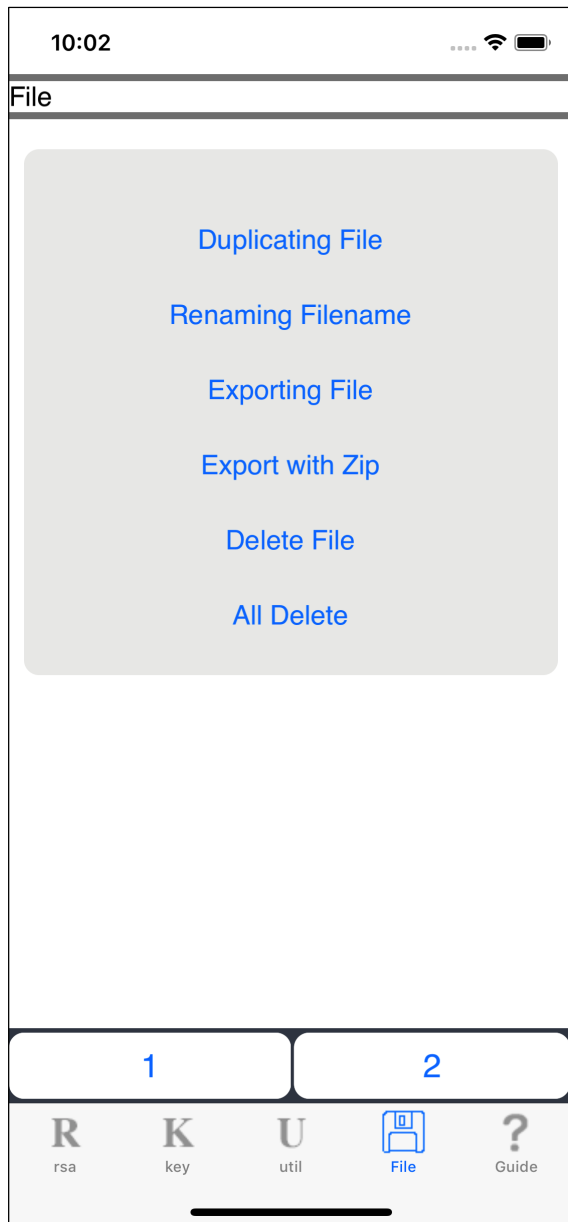 10:02
File
Duplicating File
Renaming Filename
Exporting File
Export with Zip
Delete File
All Delete
1 2
R K U ?
rsa key util File Guide